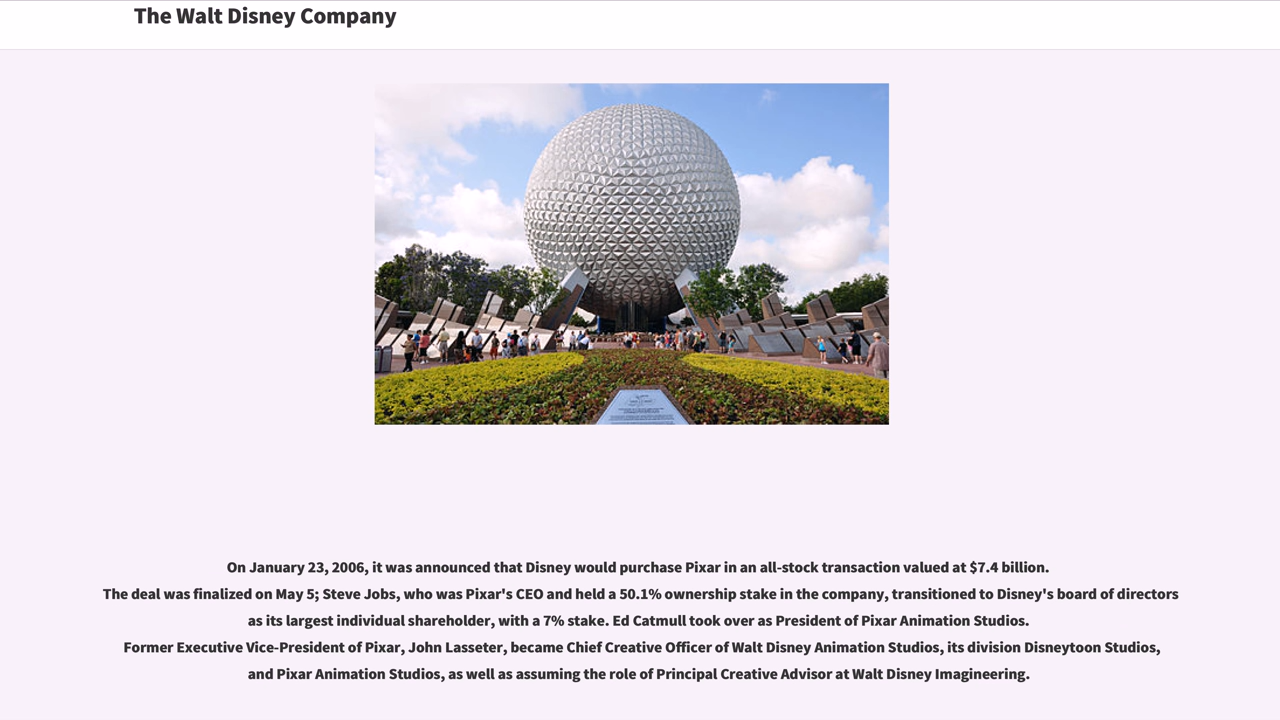 The Walt Disney Company
On January 23, 2006, it was announced that Disney would purchase Pixar in an all-stock transaction valued at $7.4 billion.
The deal was finalized on May 5; Steve Jobs, who was Pixar's CEO and held a 50.1% ownership stake in the company, transitioned to Disney's board of directors
as its largest individual shareholder, with a 7% stake. Ed Catmull took over as President of Pixar Animation Studios.
Former Executive Vice-President of Pixar, John Lasseter, became Chief Creative Officer of Walt Disney Animation Studios, its division Disneytoon Studios,
and Pixar Animation Studios, as well as assuming the role of Principal Creative Advisor at Walt Disney Imagineering.